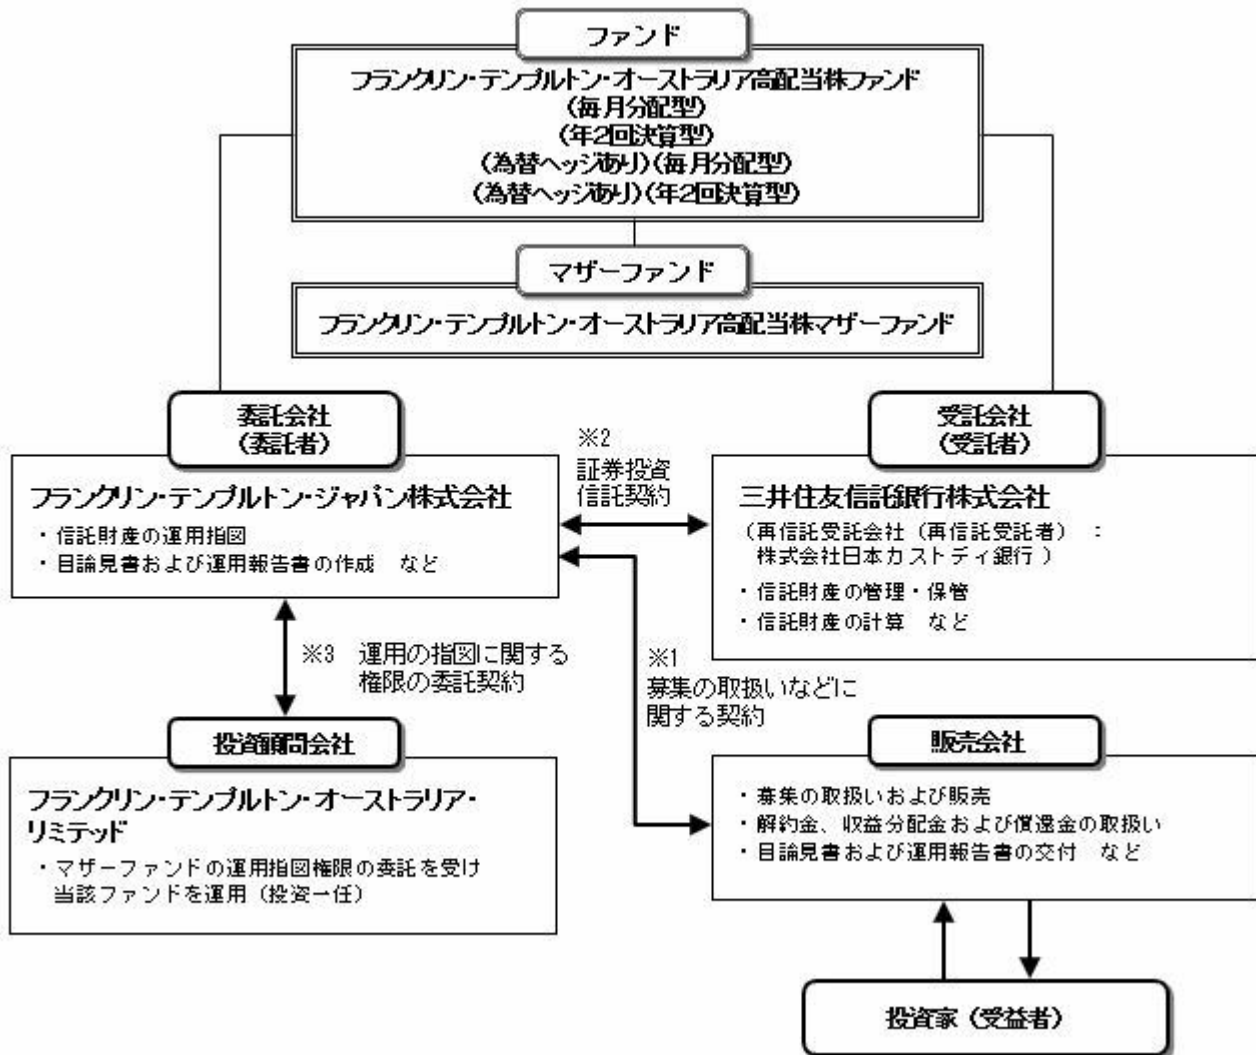 ファンド
フランクリン・テンプルトン・オーストラリア高配当株ファンド
(毎月分配型)
(年2回決算型)
(為替ヘッジあり)(毎月分配型)
(為替ヘッジあり)(年2回決算型)
マザーファンド
フランクリン・テンプルトン・オーストラリア高配当株マザーファンド
委託会社
(委託者)
フランクリン・テンプルトン・ジャパン株式会社
・信託財産の運用指図
・目論見書および運用報告書の作成 など
※2
証券投資
信託契約
受託会社
(受託者)
三井住友信託銀行株式会社
(再信託受託会社(再信託受託者) :
株式会社日本カストディ銀行)
・信託財産の管理・保管
・信託財産の計算 など
※3 運用の指図に関する
権限の委託契約
※1
募集の取扱いなどに
関する契約
投資顧問会社
フランクリン・テンプルトン・オーストラリア・
リミテッド
・マザーファンドの運用指図権限の委託を受け
当該ファンドを運用(投資一任)
販売会社
・募集の取扱いおよび販売
・解約金、収益分配金および償還金の取扱い
・目論見書および運用報告書の交付 など
投資家(受益者)